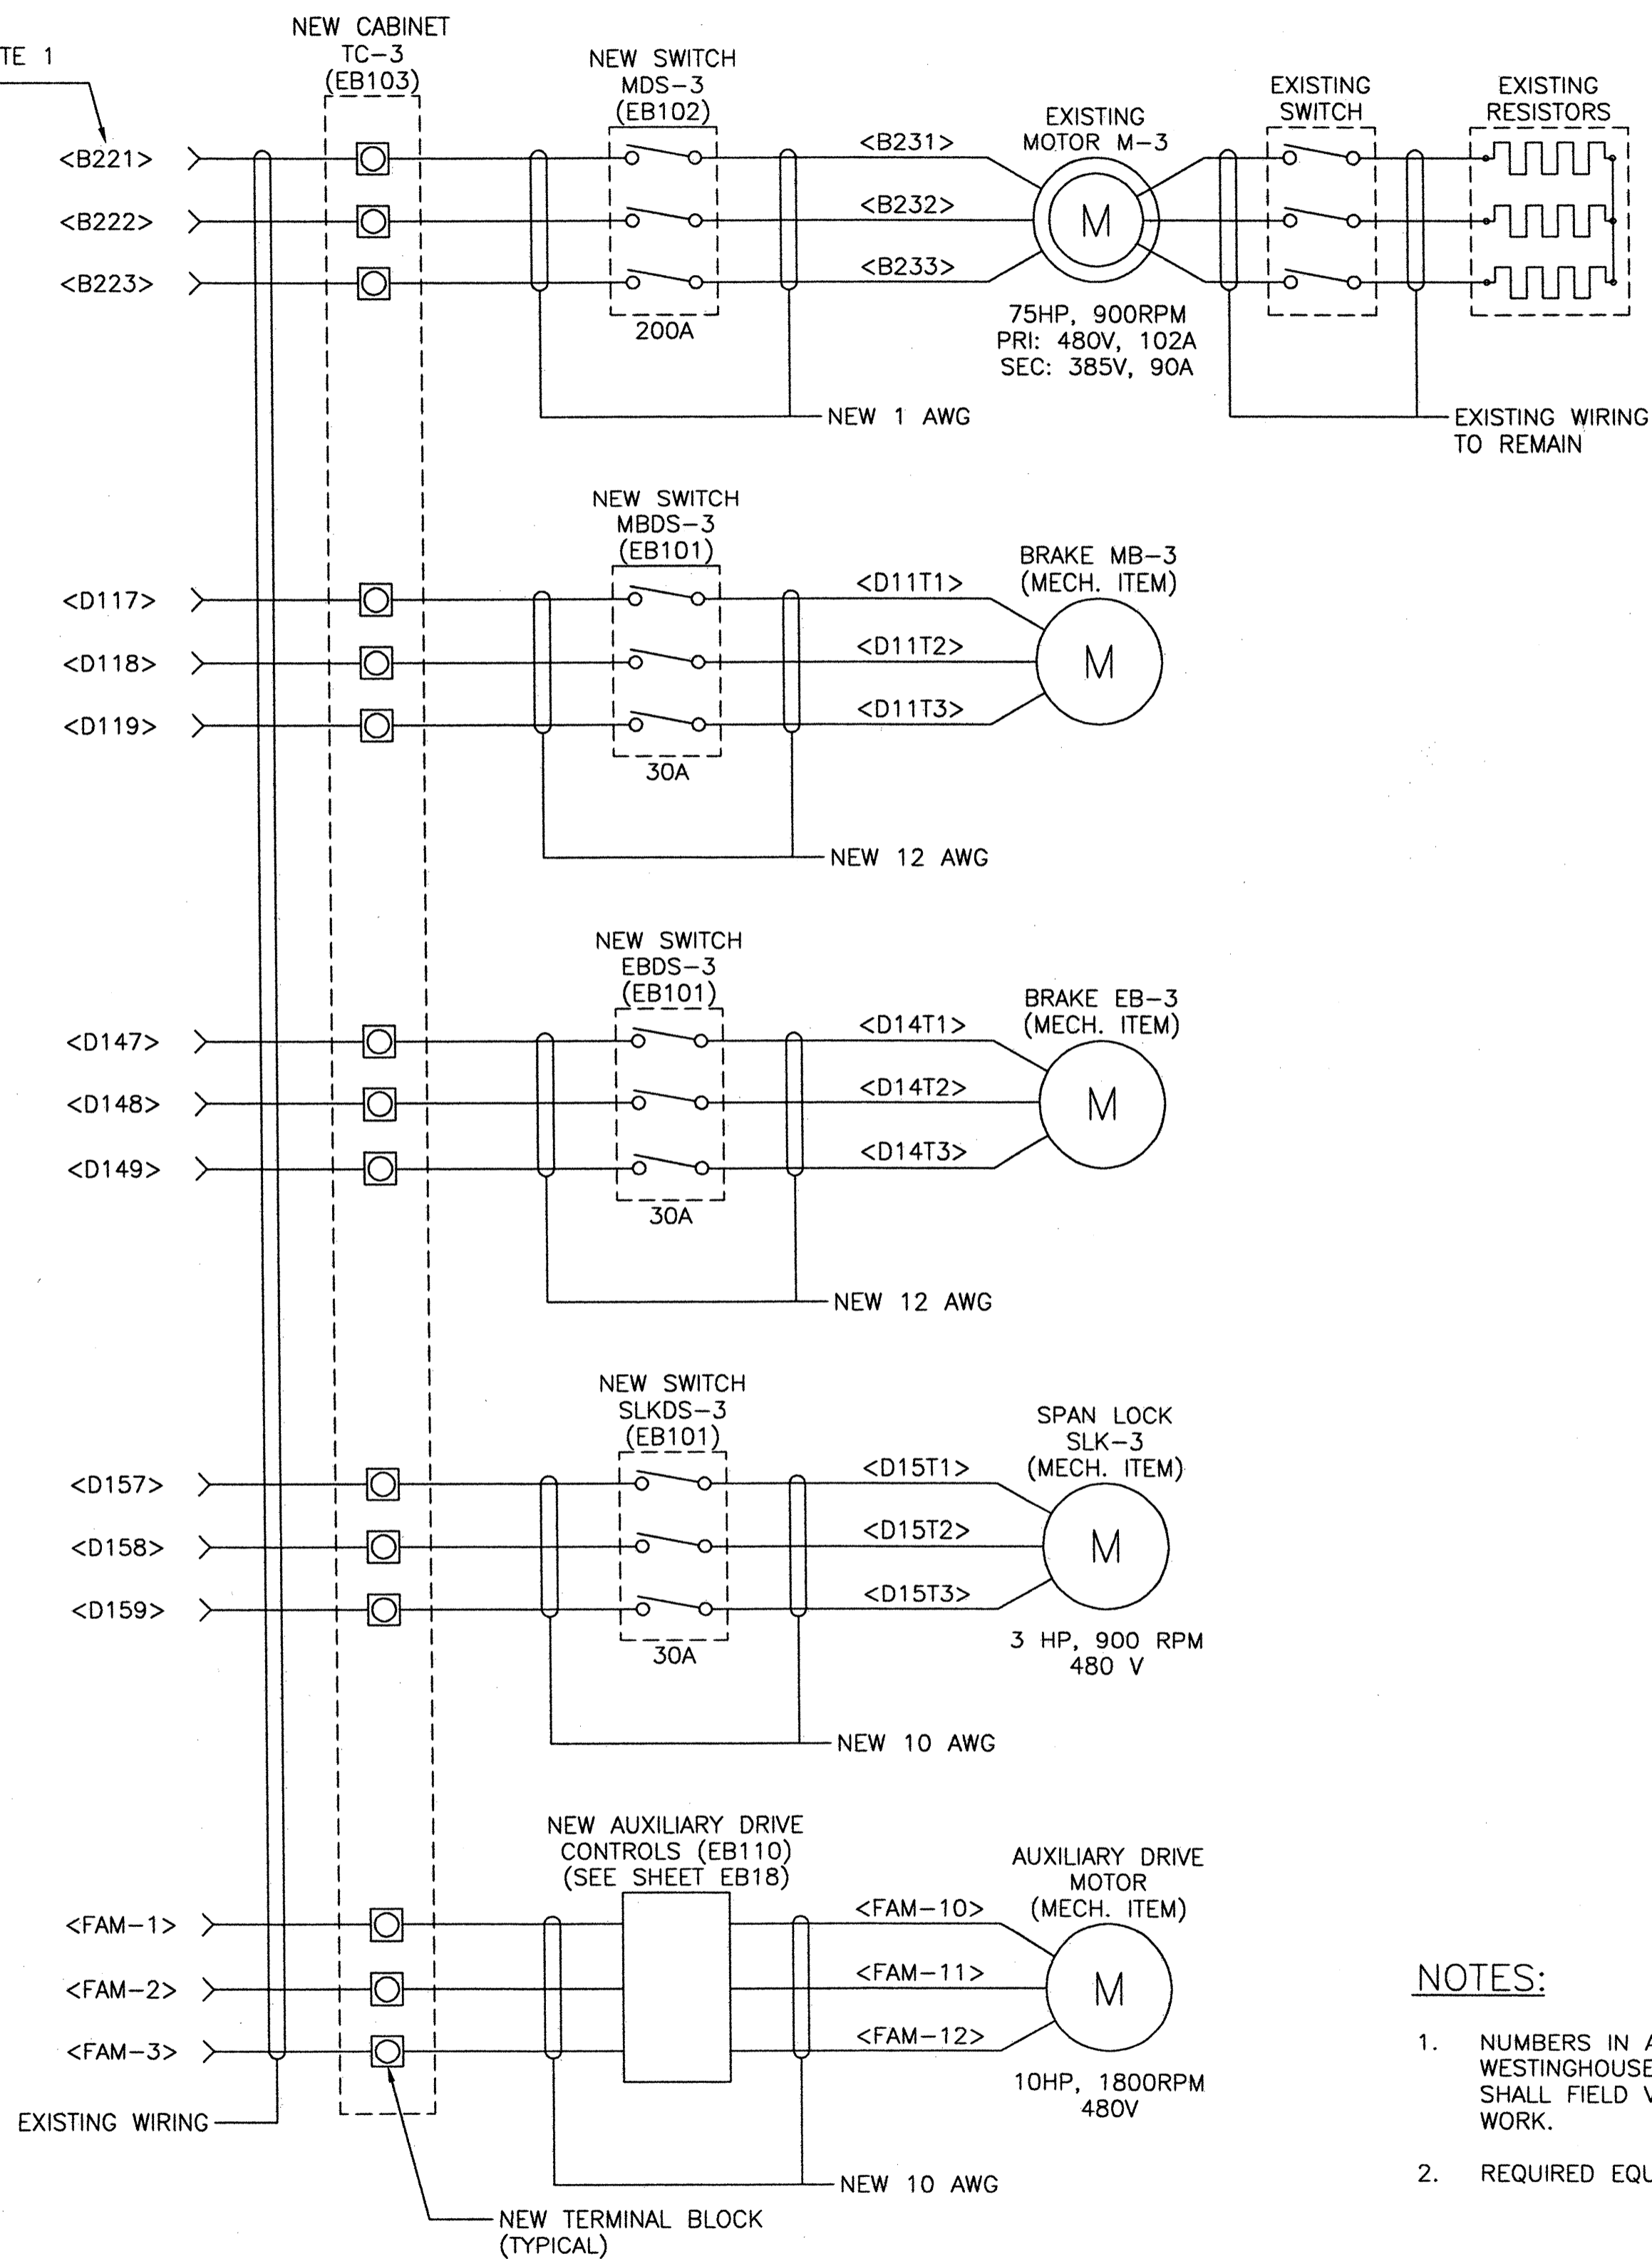 TE 1
NEW CABINET
TC-3
(EB103)
NEW SWITCH
MDS-3
(EB102)
EXISTING
MOTOR M-3
EXISTING
SWITCH
EXISTING
RESISTORS
<B221>
<B231>
<B222>
<B232>
M
<B223>
<B233>
200A
75HP, 900RPM
PRI: 480V, 102A
SEC: 385V, 90A
NEW 1 AWG
EXISTING WIRING
TO REMAIN
NEW SWITCH
MBDS-3
(EB101)
BRAKE MB-3
(MECH. ITEM)
<D117>
<D11T1>
<D118>
<D11T2>
M
<D119>
<D11T3>
30A
NEW 12 AWG
NEW SWITCH
EBDS-3
(EB101)
BRAKE EB-3
(MECH. ITEM)
<D147>
<D14T1>
<D148>
<D14T2>
M
<D149>
<D14T3>
30A
NEW 12 AWG
NEW SWITCH
SLKDS-3
(EB101)
SPAN LOCK
SLK-3
(MECH. ITEM)
<D157>
<D15T1>
<D158>
<D15T2>
M
<D159>
<D15T3>
30A
3 HP, 900 RPM
480 V
NEW 10 AWG
NEW AUXILIARY DRIVE
CONTROLS (EB110)
(SEE SHEET EB18)
AUXILIARY DRIVE
MOTOR
(MECH. ITEM)
<FAM-1>
<FAM-10>
<FAM-2>
<FAM-11>
M
<FAM-3>
<FAM-12>
10HP, 1800RPM
480V
EXISTING WIRING
NEW 10 AWG
NEW TERMINAL BLOCK
(TYPICAL)
NOTES:
1. NUMBERS IN A
WESTINGHOUSE
SHALL FIELD V
WORK.
2. REQUIRED EQU